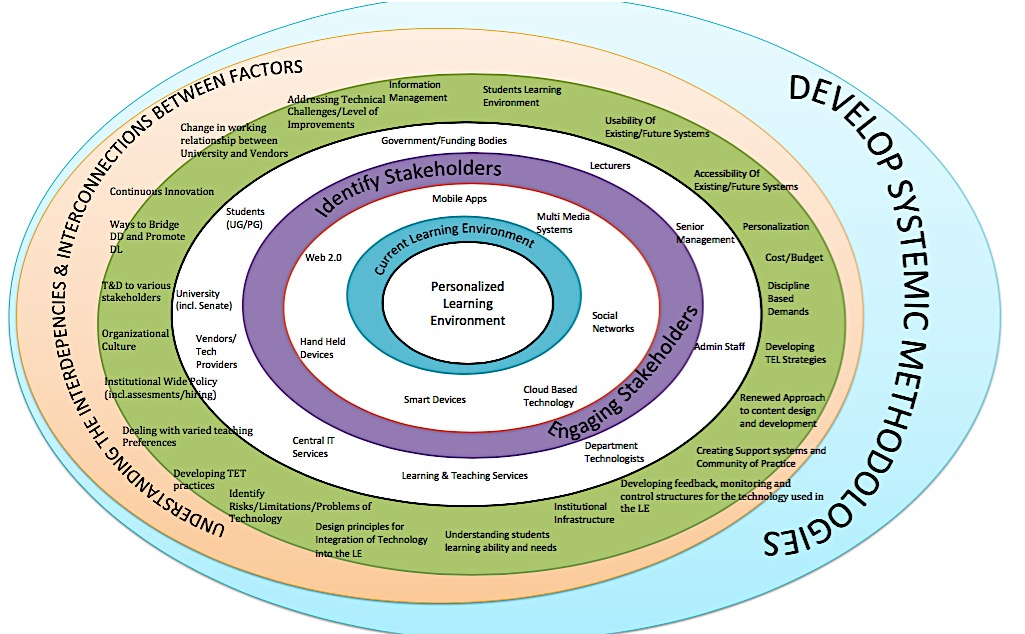 DEVELOP SYSTEMIC METHODOLOGIES
UNDERSTANDING THE INTERDEPENCIES & INTERCONNECTIONS BETWEEN FACTORS
Information
Management
Students Learning
Environment
Addressing Technical
Challenges/Level of
Improvements
Usability Of
Existing/Future Systems
Change in working
relationship between
University and Vendors
Accessibility Of
Existing/Future Systems
Continuous Innovation
Personalization
Ways to Bridge
DD and Promote
DL
Cost/Budget
T&D to various
stakeholders
Discipline
Based
Demands
Organizational
Culture
Developing
TEL Strategies
Institutional Wide Policy
(incl.assesments/hiring)
Renewed Approach
to content design
and development
Dealing with varied teaching
Preferences
Creating Support systems and
Community of Practice
Developing TET
practices
Developing feedback, monitoring and
control structures for the technology used in
the LE
Identify
Risks/Limitations/Problems of
Technology
Institutional
Infrastructure
Design principles for
Integration of Technology
into the LE
Understanding students
learning ability and needs
Government/Funding Bodies
Lecturers
Students
(UG/PG)
Senior
Management
University
(incl. Senate)
Vendors/
Tech
Providers
Admin Staff
Central IT
Services
Department
Technologists
Learning & Teaching Services
Identify Stakeholders
Engaging Stakeholders
Mobile Apps
Multi Media
Systems
Web 2.0
Social
Networks
Hand Held
Devices
Cloud Based
Technology
Smart Devices
Current Learning Environment
Personalized
Learning
Environment